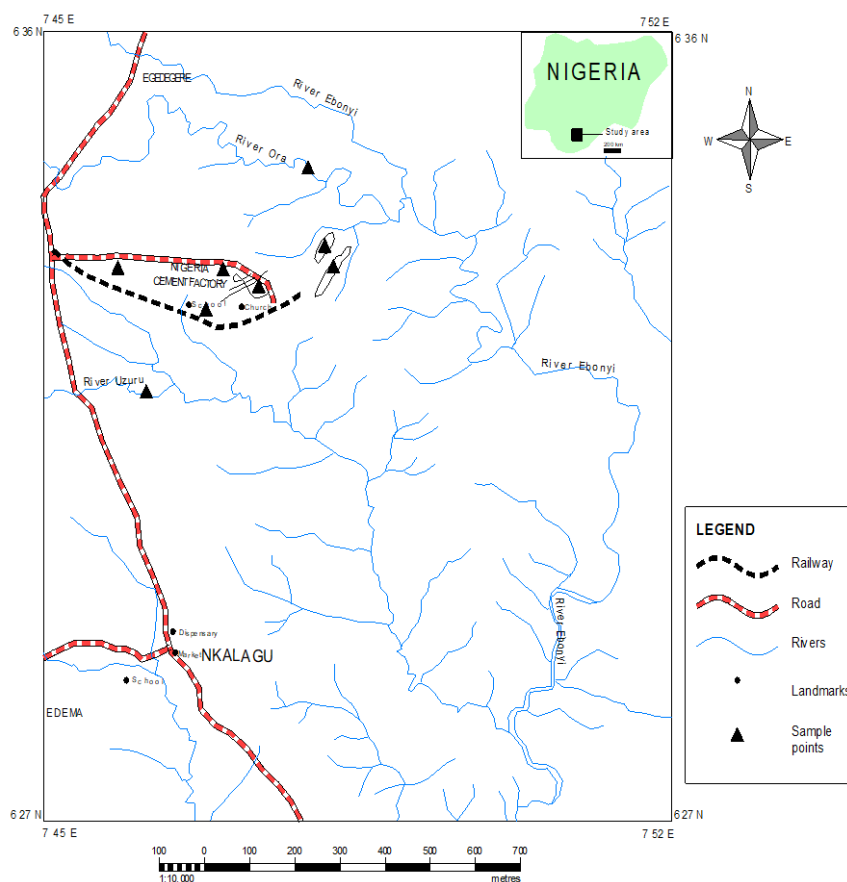 7 45 E
7 52 E
6 36 N
6 36 N
EGEDEGERE
River Ebonyi
River Ora
NIGERIA
Study area
200 km
N
W
E
S
NIGERIA
CEMENT FACTORY
School
Church
River Ebonyi
River Uzuru
LEGEND
Railway
Road
Rivers
Landmarks
Sample
points
River Ebonyi
Dispensary
Market
NKALAGU
School
EDEMA
6 27 N
6 27 N
7 45 E
7 52 E
100 0 100 200 300 400 500 600 700
1:10.000
metres